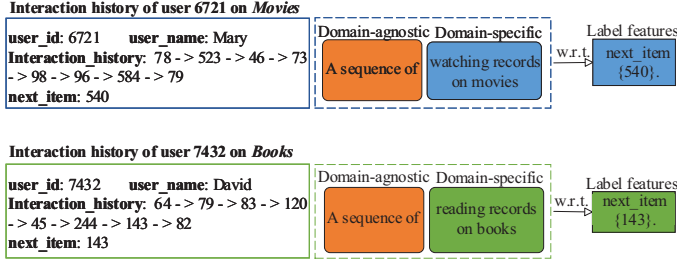 Interaction history of user 6721 on Movies
user_id: 6721 user_name: Mary
Interaction_history: 78 - > 523 - > 46 - > 73
- > 98 - > 96 - > 584 - > 79
next_item: 540
Domain-agnostic Domain-specific
A sequence of
watching records
on movies
w.r.t.
Label features
next_item
{540}.
Interaction history of user 7432 on Books
user_id: 7432 user_name: David
Interaction_history: 64 - > 79 - > 83 - > 120
- > 45 - > 244 - > 143 - > 82
next_item: 143
Domain-agnostic Domain-specific
A sequence of
reading records
on books
w.r.t.
Label features
next_item
{143}.